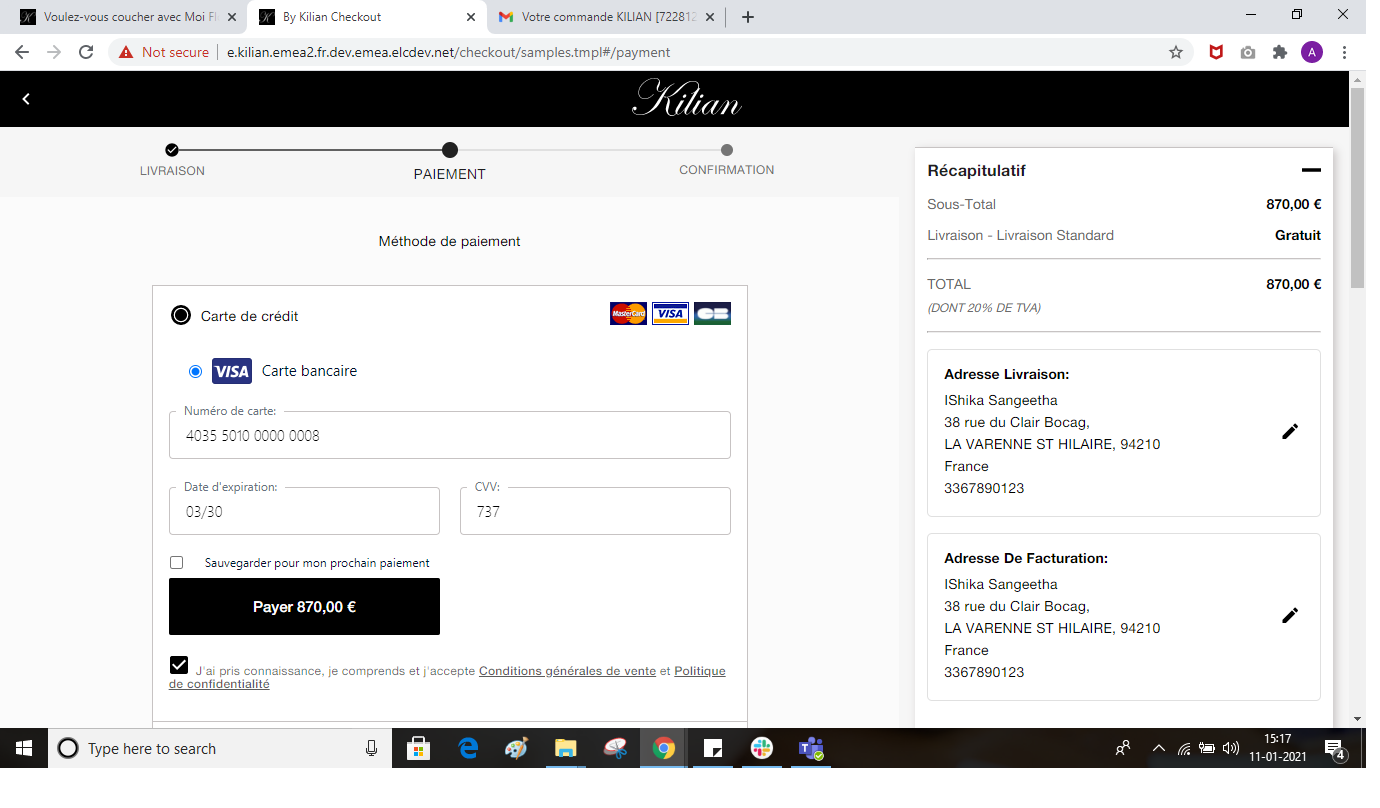 Voulez-vous coucher avec Moi Fl
By Kilian Checkout
Votre commande KILIAN [722812
Not secure
e.kilian.emea2.fr.dev.emea.elcdev.net/checkout/samples.tmpl#/payment
A
Kilian
LIVRAISON
PAIEMENT
CONFIRMATION
Méthode de paiement
Carte de crédit
MasterCard
VISA
CB
VISA
Carte bancaire
Numéro de carte:
4035 5010 0000 0008
Date d'expiration:
03/30
CVV:
737
Sauvegarder pour mon prochain paiement
Payer 870,00 €
J'ai pris connaissance, je comprends et j'accepte Conditions générales de vente et Politique
de confidentialité
Récapitulatif
Sous-Total 870,00 €
Livraison - Livraison Standard Gratuit
TOTAL 870,00 €
(DONT 20% DE TVA)
Adresse Livraison:
IShika Sangeetha
38 rue du Clair Bocag,
LA VARENNE ST HILAIRE, 94210
France
3367890123
Adresse De Facturation:
IShika Sangeetha
38 rue du Clair Bocag,
LA VARENNE ST HILAIRE, 94210
France
3367890123
Type here to search
15:17
11-01-2021
4